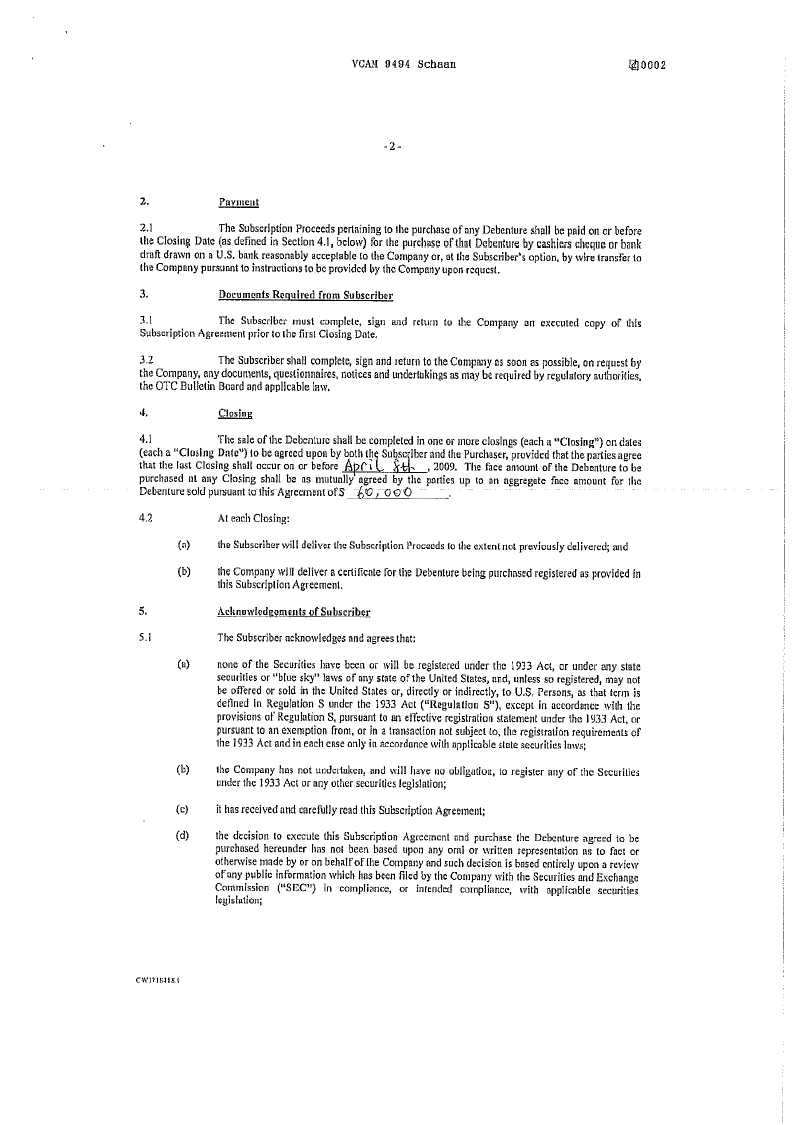 VCAM 9494 Schaan 0002
- 2 -
2. Payment
2.1 The Subscription Proceeds pertaining to the purchase of any Debenture shall be paid on or before
the Closing Date (as defined in Section 4.1, below) for the purchase of that Debenture by cashiers cheque or bank
draft drawn on a U.S. bank reasonably acceptable to the Company or, at the Subscriber's option, by wire transfer to
the Company pursuant to instructions to be provided by the Company upon request.
3. Documents Required from Subscriber
3.1 The Subscriber must complete, sign and return to the Company an executed copy of this
Subscription Agreement prior to the first Closing Date.
3.2 The Subscriber shall complete, sign and return to the Company as soon as possible, on request by
the Company, any documents, questionnaires, notices and undertakings as may be required by regulatory authorities,
the OTC Bulletin Board and applicable law.
4. Closing
4.1 The sale of the Debenture shall be completed in one or more closings (each a "Closing") on dates
(each a "Closing Date") to be agreed upon by both the Subscriber and the Purchaser, provided that the parties agree
that the last Closing shall occur on or before April 8th, 2009. The face amount of the Debenture to be
purchased at any Closing shall be as mutually agreed by the parties up to an aggregate face amount for the
Debenture sold pursuant to this Agreement of $ 60,000.
4.2 At each Closing:
(a) the Subscriber will deliver the Subscription Proceeds to the extent not previously delivered; and
(b) the Company will deliver a certificate for the Debenture being purchased registered as provided in
this Subscription Agreement.
5. Acknowledgements of Subscriber
5.1 The Subscriber acknowledges and agrees that:
(a) none of the Securities have been or will be registered under the 1933 Act, or under any state
securities or "blue sky" laws of any state of the United States, and, unless so registered, may not
be offered or sold in the United States or, directly or indirectly, to U.S. Persons, as that term is
defined in Regulation S under the 1933 Act ("Regulation S"), except in accordance with the
provisions of Regulation S, pursuant to an effective registration statement under the 1933 Act, or
pursuant to an exemption from, or in a transaction not subject to, the registration requirements of
the 1933 Act and in each case only in accordance with applicable state securities laws;
(b) the Company has not undertaken, and will have no obligation, to register any of the Securities
under the 1933 Act or any other securities legislation;
(c) it has received and carefully read this Subscription Agreement;
(d) the decision to execute this Subscription Agreement and purchase the Debenture agreed to be
purchased hereunder has not been based upon any oral or written representation as to fact or
otherwise made by or on behalf of the Company and such decision is based entirely upon a review
of any public information which has been filed by the Company with the Securities and Exchange
Commission ("SEC") in compliance, or intended compliance, with applicable securities
legislation;